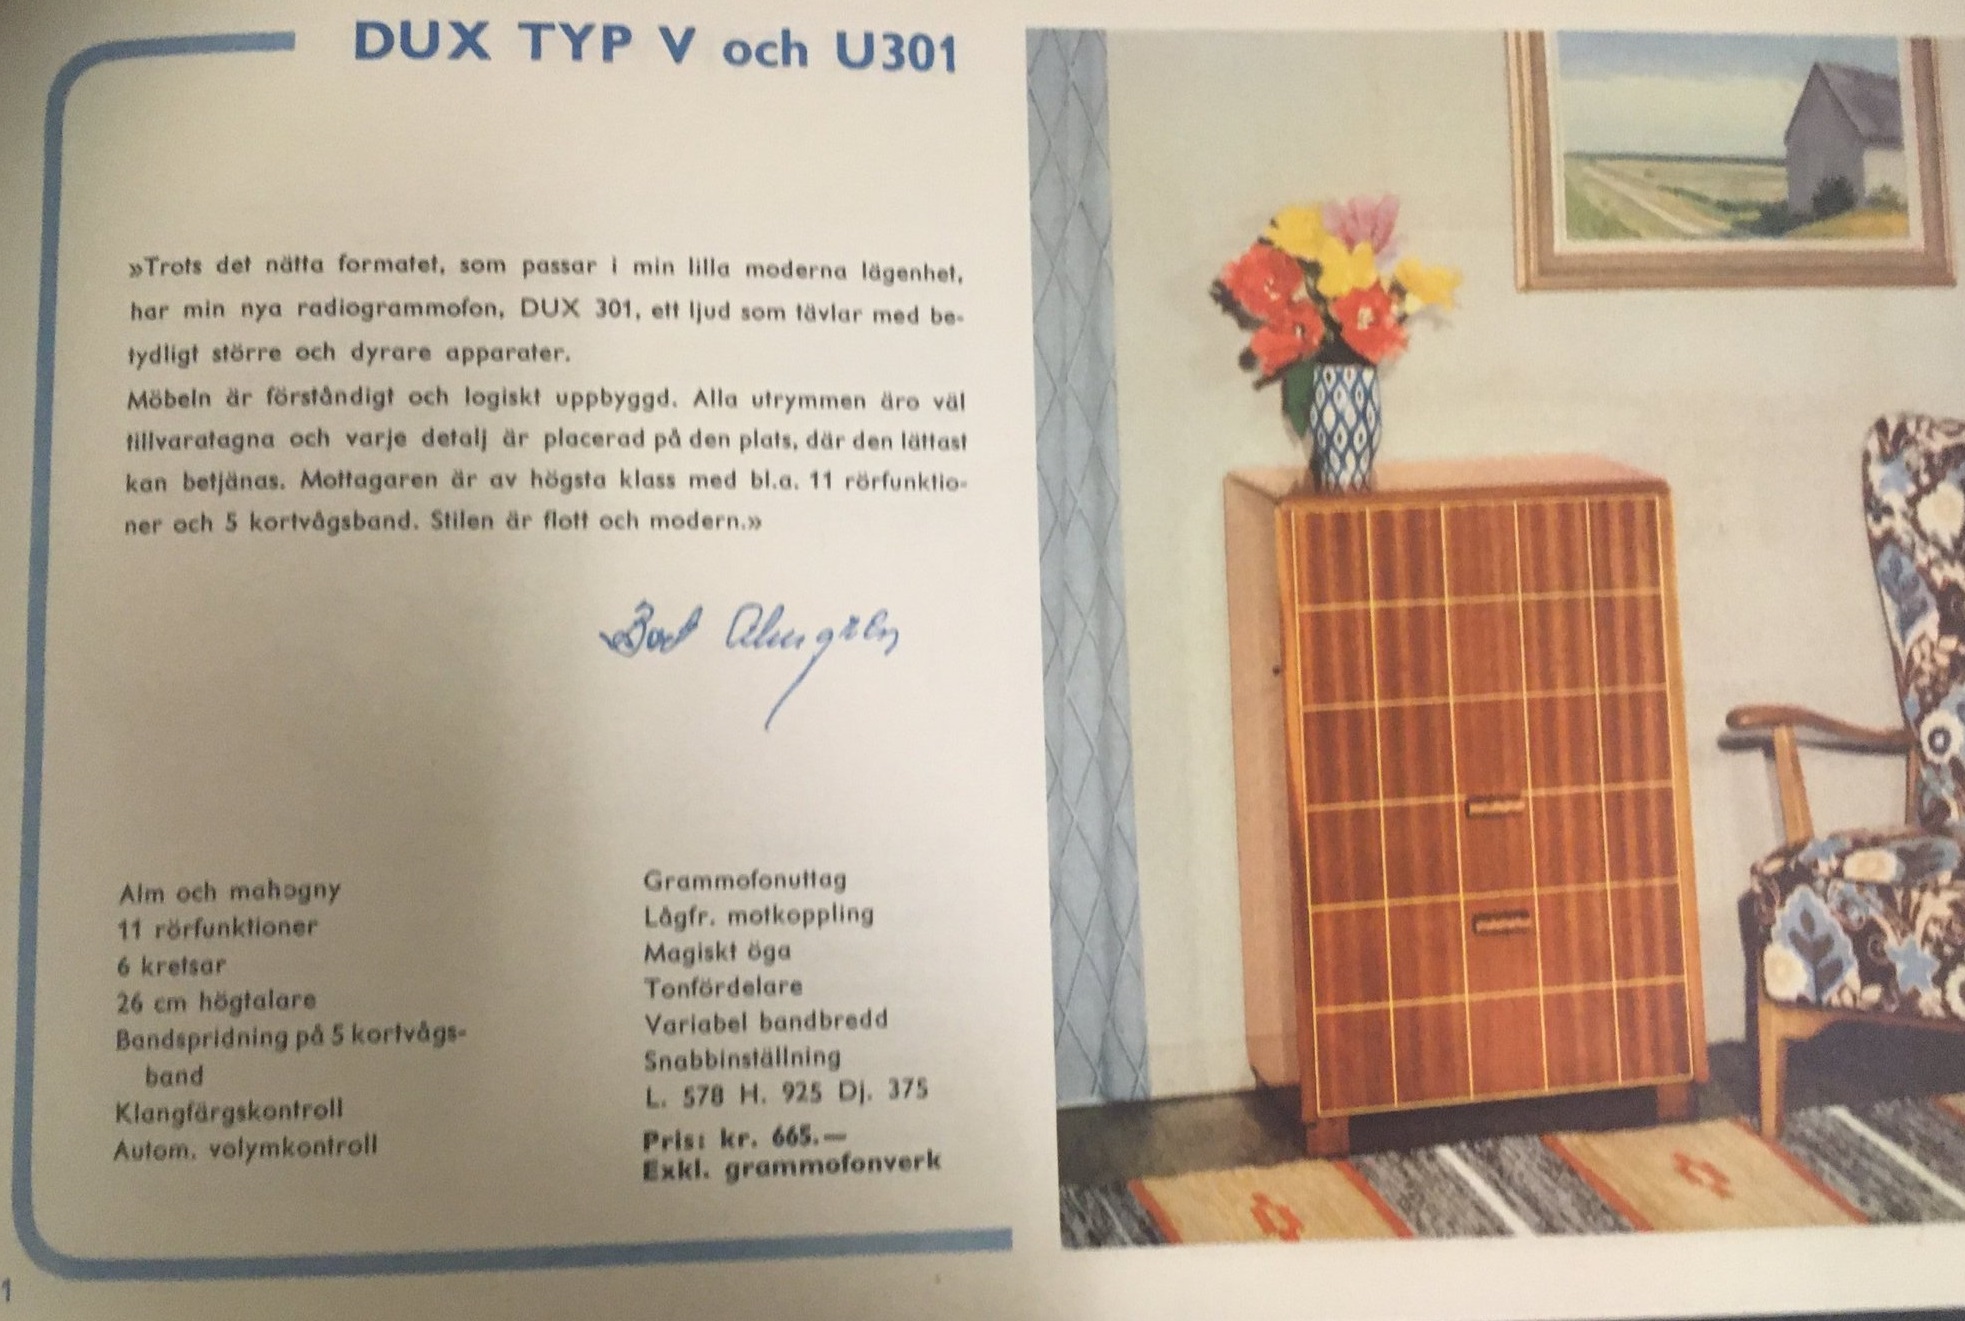 DUX TYP V och U301
»Trots det nätta formatet, som passar i min lilla moderna lägenhet,
har min nya radiogrammofon, DUX 301, ett ljud som tävlar med be-
tydligt större och dyrare apparater.
Möbeln är förståndigt och logiskt uppbyggd. Alla utrymmen äro väl
tillvaratagna och varje detalj är placerad på den plats, där den lättast
kan betjänas. Mottagaren är av högsta klass med bl.a. 11 rörfunktio-
ner och 5 kortvågsband. Stilen är flott och modern.»
Alm och mahogny
11 rörfunktioner
6 kretsar
26 cm högtalare
Bandspridning på 5 kortvågs-
band
Klangfärgskontroll
Autom. volymkontroll
Grammofonuttag
Lågfr. motkoppling
Magiskt öga
Tonfördelare
Variabel bandbredd
Snabbinställning
L. 578 H. 925 Dj. 375
Pris: kr. 665.—
Exkl. grammofonverk
1